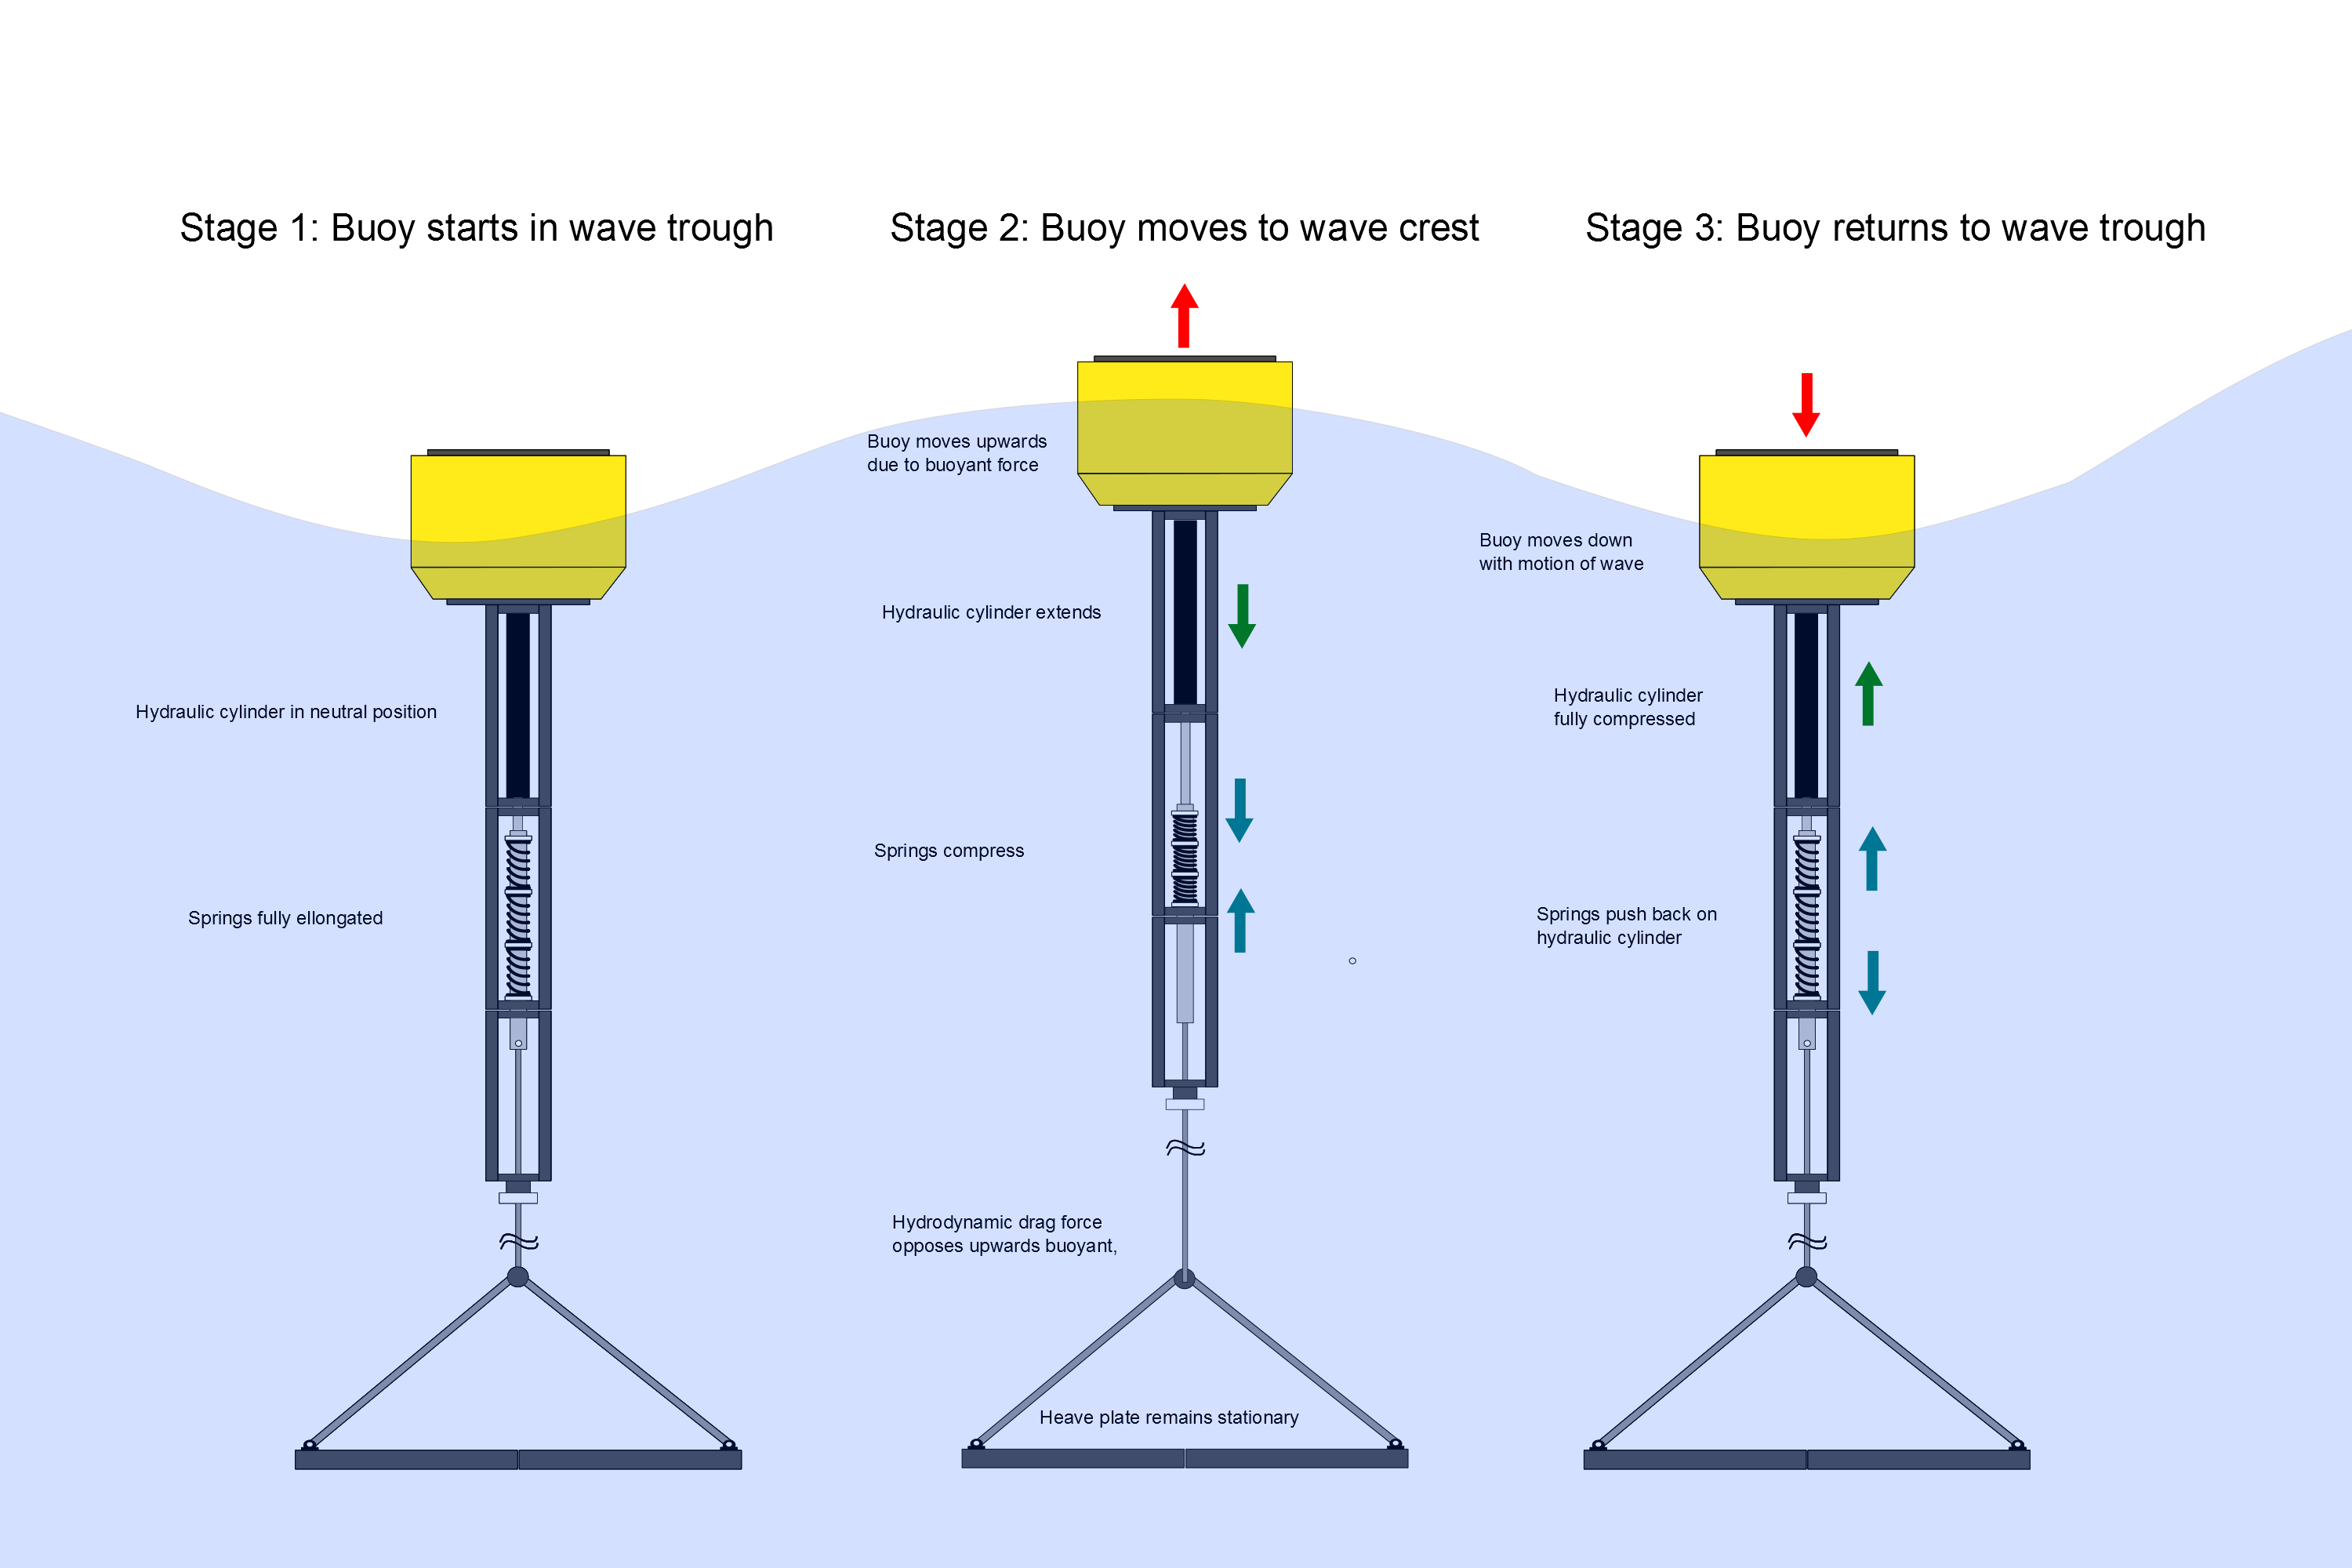 Stage 1: Buoy starts in wave trough
Hydraulic cylinder in neutral position
Springs fully ellongated
Stage 2: Buoy moves to wave crest
Buoy moves upwards
due to buoyant force
Hydraulic cylinder extends
Springs compress
Hydrodynamic drag force
opposes upwards buoyant,
Heave plate remains stationary
Stage 3: Buoy returns to wave trough
Buoy moves down
with motion of wave
Hydraulic cylinder
fully compressed
Springs push back on
hydraulic cylinder